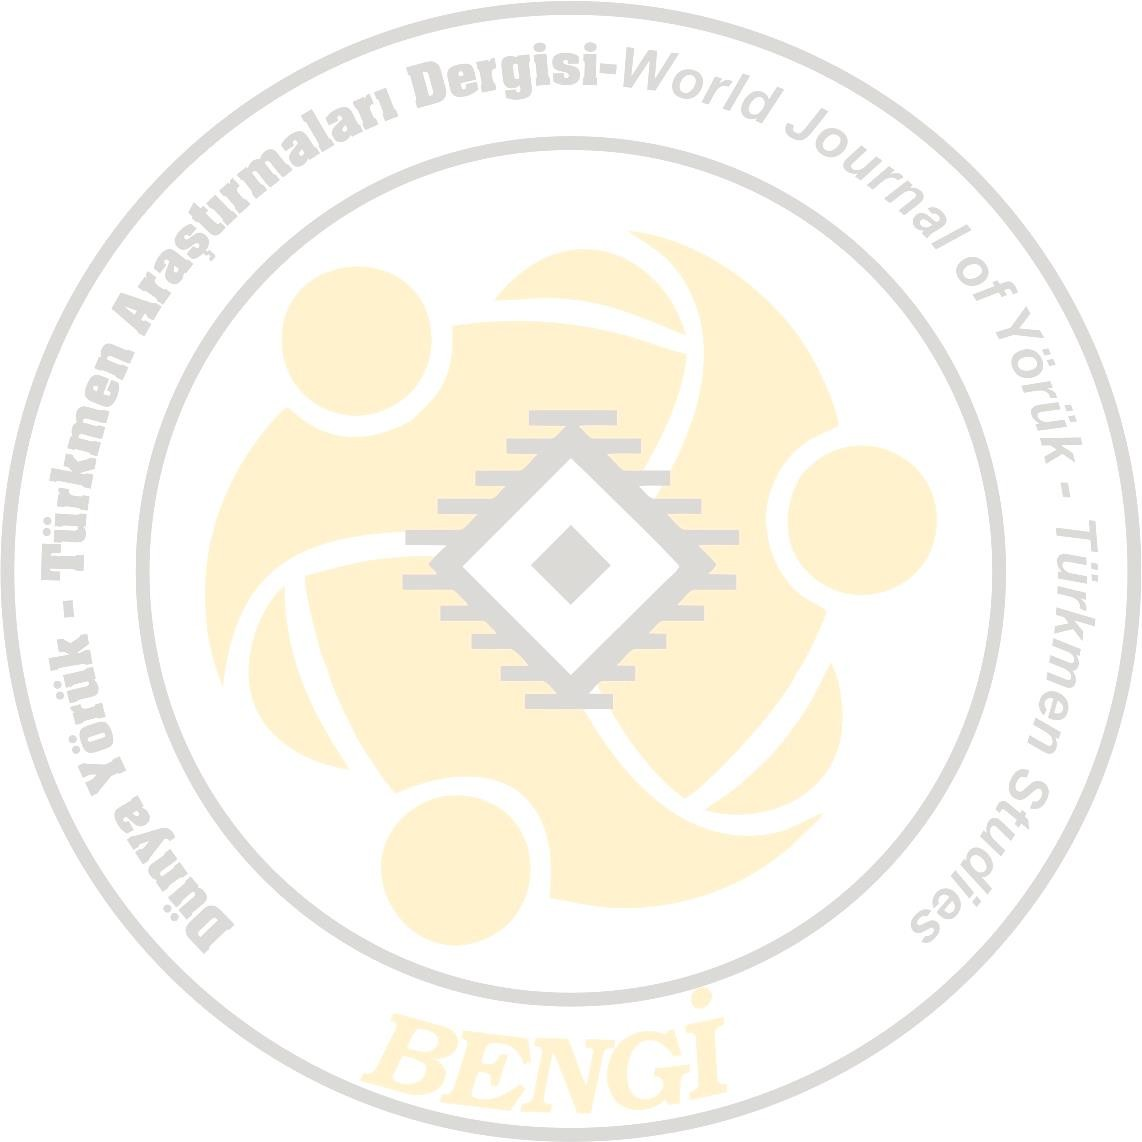 Dünya Yörük - Türkmen Araştırmaları Dergisi-World Journal of Yörük - Türkmen Studies
BENGİ